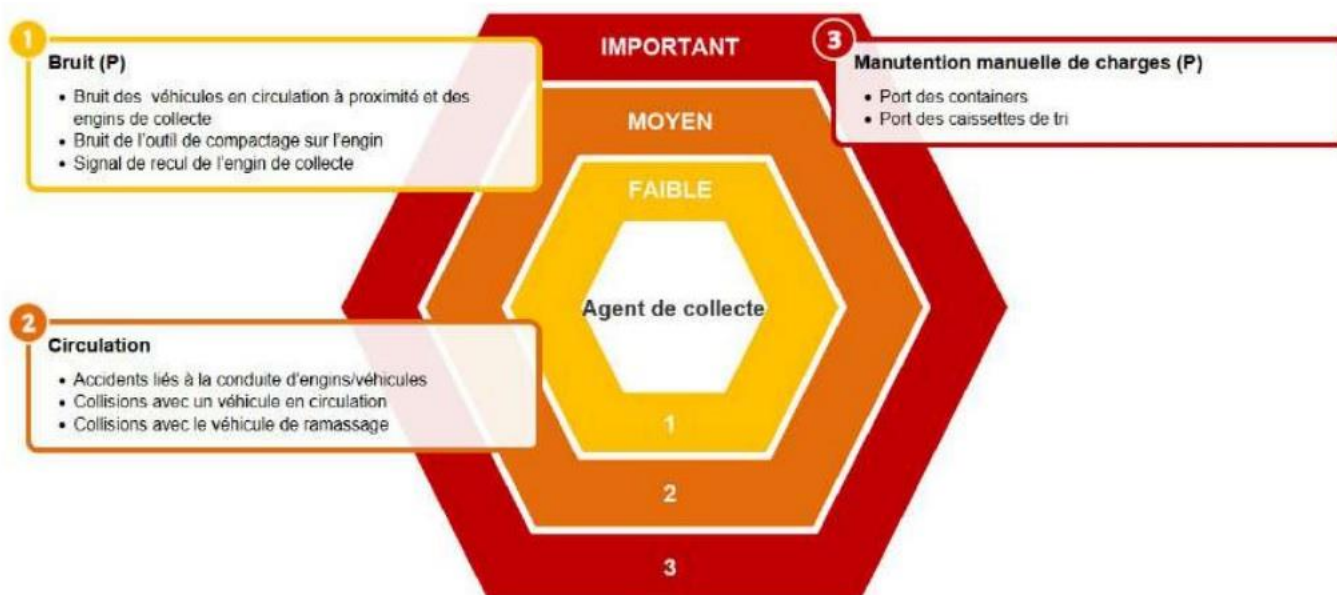 1
Bruit (P)
• Bruit des véhicules en circulation à proximité et des
engins de collecte
• Bruit de l'outil de compactage sur l'engin
• Signal de recul de l'engin de collecte
IMPORTANT
MOYEN
FAIBLE
3
Manutention manuelle de charges (P)
• Port des containers
• Port des caissettes de tri
Agent de collecte
2
Circulation
• Accidents liés à la conduite d'engins/véhicules
• Collisions avec un véhicule en circulation
• Collisions avec le véhicule de ramassage
1
2
3